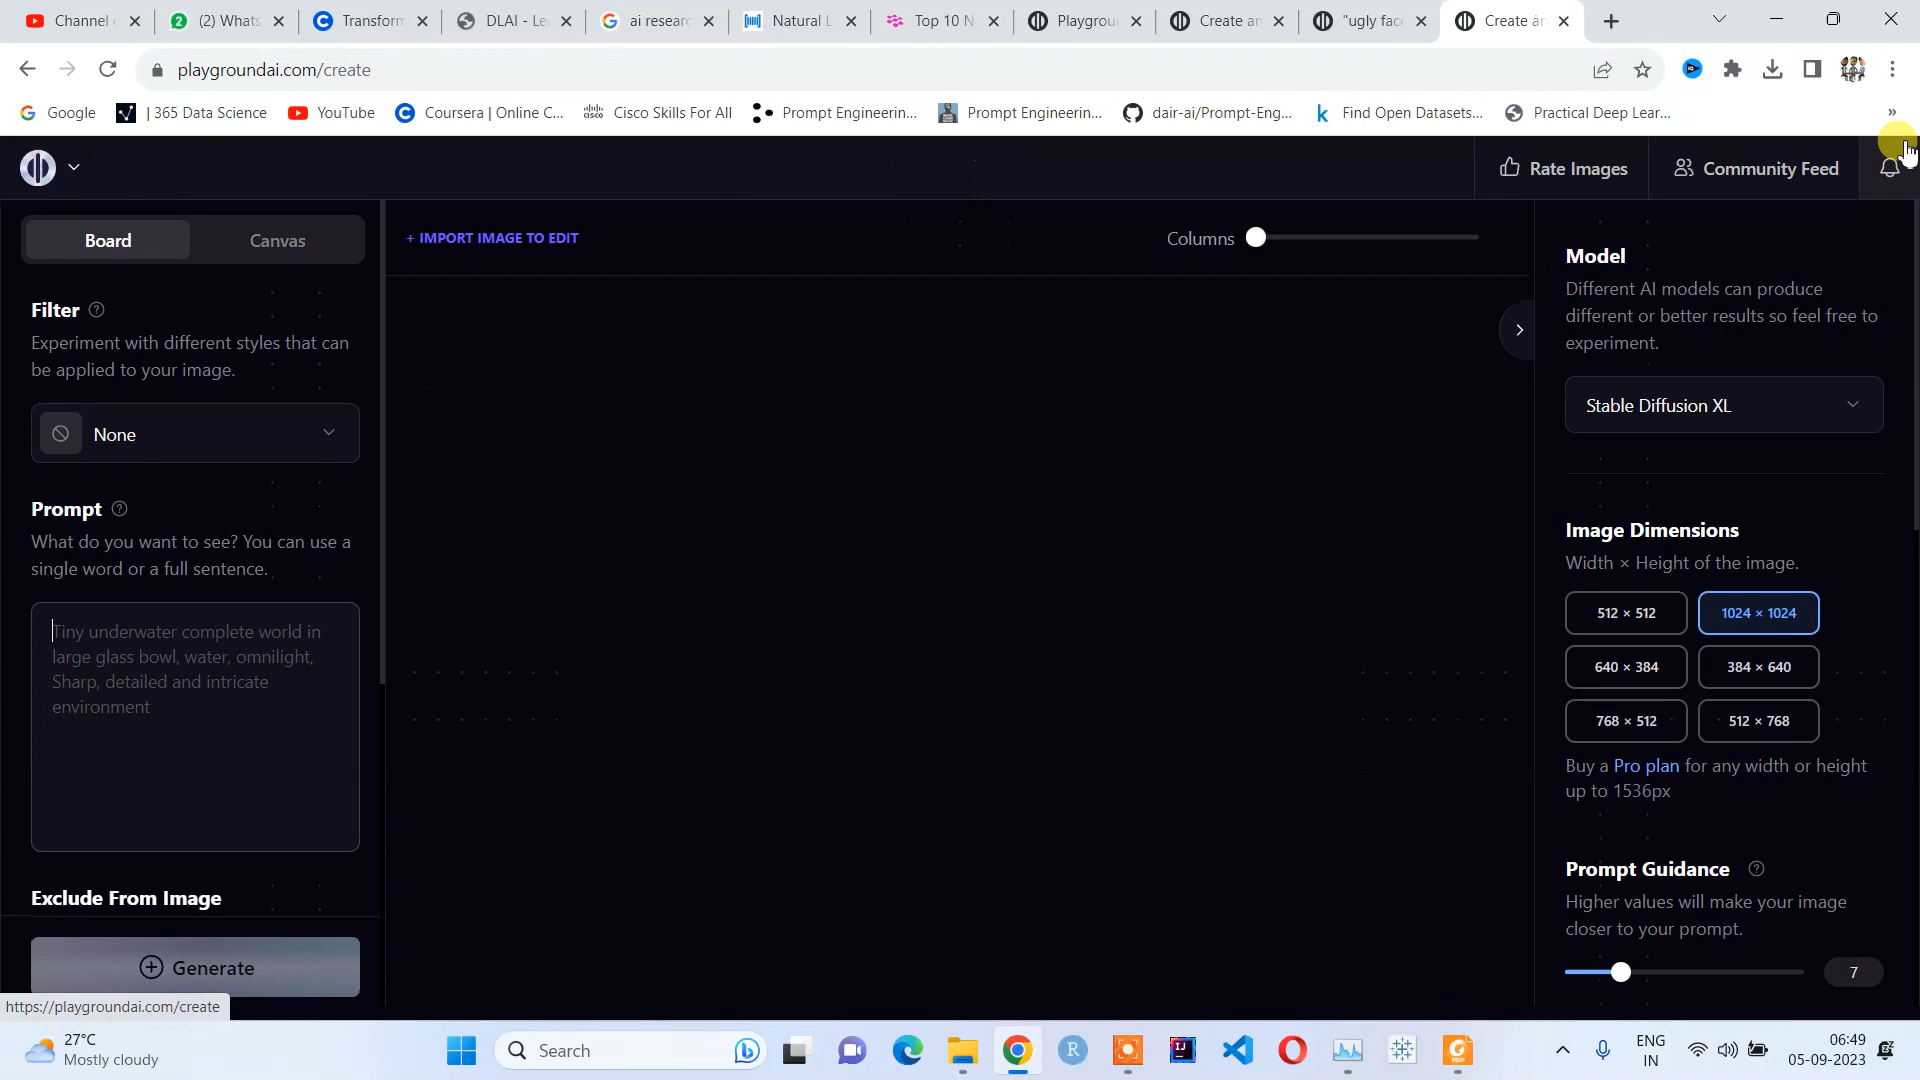 Channel c
(2) Whats
Transform
DLAI - Le
ai researc
Natural L
Top 10 N
Playgroun
Create an
"ugly face
Create an
playgroundai.com/create
Google
| 365 Data Science
YouTube
Coursera | Online C...
Cisco Skills For All
Prompt Engineerin...
Prompt Engineerin...
dair-ai/Prompt-Eng...
Find Open Datasets...
Practical Deep Lear...
»
Rate Images
Community Feed
Board
Canvas
+ IMPORT IMAGE TO EDIT
Columns
Filter
Experiment with different styles that can
be applied to your image.
None
Prompt
What do you want to see? You can use a
single word or a full sentence.
Tiny underwater complete world in
large glass bowl, water, omnilight,
Sharp, detailed and intricate
environment
Exclude From Image
Generate
https://playgroundai.com/create
Model
Different AI models can produce
different or better results so feel free to
experiment.
Stable Diffusion XL
Image Dimensions
Width × Height of the image.
512 × 512
1024 × 1024
640 × 384
384 × 640
768 × 512
512 × 768
Buy a Pro plan for any width or height
up to 1536px
Prompt Guidance
Higher values will make your image
closer to your prompt.
7
27°C
Mostly cloudy
Search
ENG
IN
06:49
05-09-2023